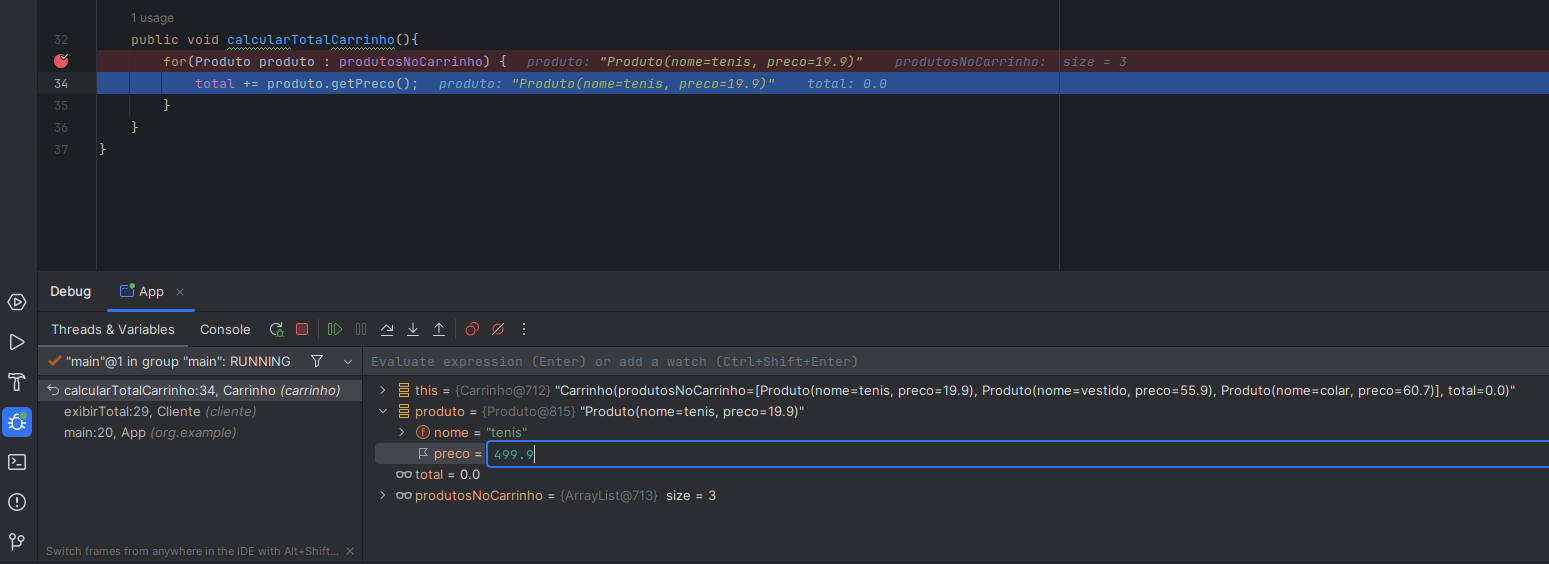 1 usage
32 public void calcularTotalCarrinho(){
for(Produto produto : produtosNoCarrinho) { produto: "Produto(nome=tenis, preco=19.9)" produtosNoCarrinho: size = 3
34 total += produto.getPreco(); produto: "Produto(nome=tenis, preco=19.9)" total: 0.0
35 }
36 }
37 }
Debug App
Threads & Variables Console
"main"@1 in group "main": RUNNING
Evaluate expression (Enter) or add a watch (Ctrl+Shift+Enter)
calcularTotalCarrinho:34, Carrinho (carrinho)
exibirTotal:29, Cliente (cliente)
main:20, App (org.example)
this = {Carrinho@712} "Carrinho(produtosNoCarrinho=[Produto(nome=tenis, preco=19.9), Produto(nome=vestido, preco=55.9), Produto(nome=colar, preco=60.7)], total=0.0)"
produto = {Produto@815} "Produto(nome=tenis, preco=19.9)"
f nome = "tenis"
preco = 499.9
total = 0.0
produtosNoCarrinho = {ArrayList@713} size = 3
Switch frames from anywhere in the IDE with Alt+Shift...